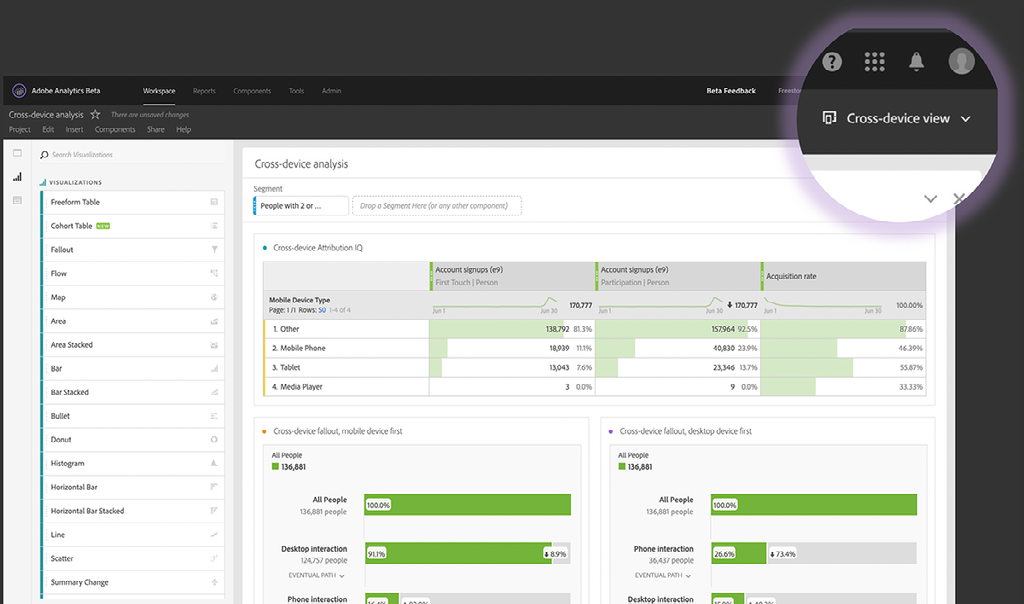 ?
Cross-device view
Adobe Analytics Beta
Workspace
Reports
Components
Tools
Admin
Beta Feedback
Cross-device analysis
There are unsaved changes
Project
Edit
Insert
Components
Share
Help
Search Visualizations
VISUALIZATIONS
Freeform Table
Cohort Table NEW
Fallout
Flow
Map
Area
Area Stacked
Bar
Bar Stacked
Bullet
Donut
Histogram
Horizontal Bar
Horizontal Bar Stacked
Line
Scatter
Summary Change
Cross-device analysis
Segment
People with 2 or ...
Drop a Segment Here (or any other component)
Cross-device Attribution IQ
Account signups (e9)
First Touch | Person
Account signups (e9)
Participation | Person
Acquisition rate
Mobile Device Type
Page: 1 / 1 Rows: 50 1-4 of 4
Jun 1
Jun 30
170,777
Jun 1
Jun 30
170,777
Jun 1
Jun 30
100.00%
1. Other 138,792 81.3% 157,964 92.5% 87.86%
2. Mobile Phone 18,939 11.1% 40,830 23.9% 46.39%
3. Tablet 13,043 7.6% 23,346 13.7% 55.87%
4. Media Player 3 0.0% 9 0.0% 33.33%
Cross-device fallout, mobile device first
All People
136,881
All People
136,881 people
100.0%
Desktop interaction
124,757 people
91.1%
8.9%
EVENTUAL PATH
Phone interaction
Cross-device fallout, desktop device first
All People
136,881
All People
136,881 people
100.0%
Phone interaction
36,437 people
26.6%
73.4%
EVENTUAL PATH
Desktop interaction